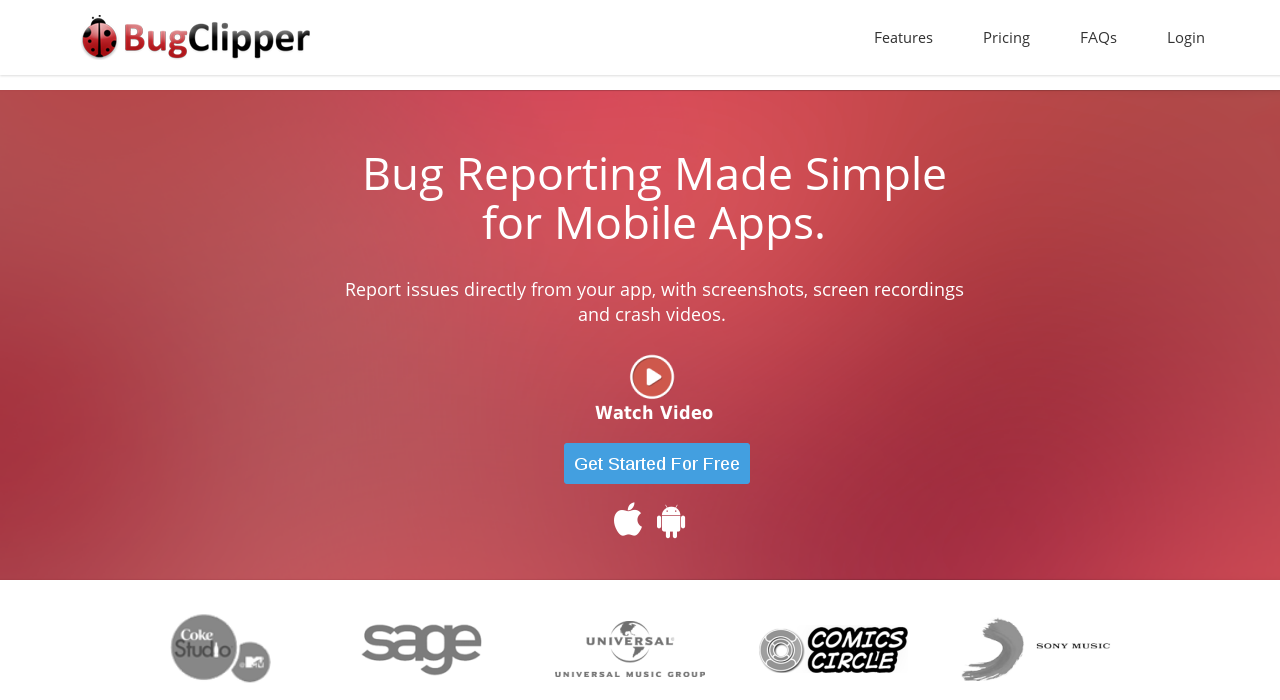 BugClipper
Features
Pricing
FAQs
Login
Bug Reporting Made Simple
for Mobile Apps.
Report issues directly from your app, with screenshots, screen recordings
and crash videos.
Watch Video
Get Started For Free
Coke
Studio
MTV
sage
UNIVERSAL
UNIVERSAL MUSIC GROUP
COMICS
CIRCLE
SONY MUSIC